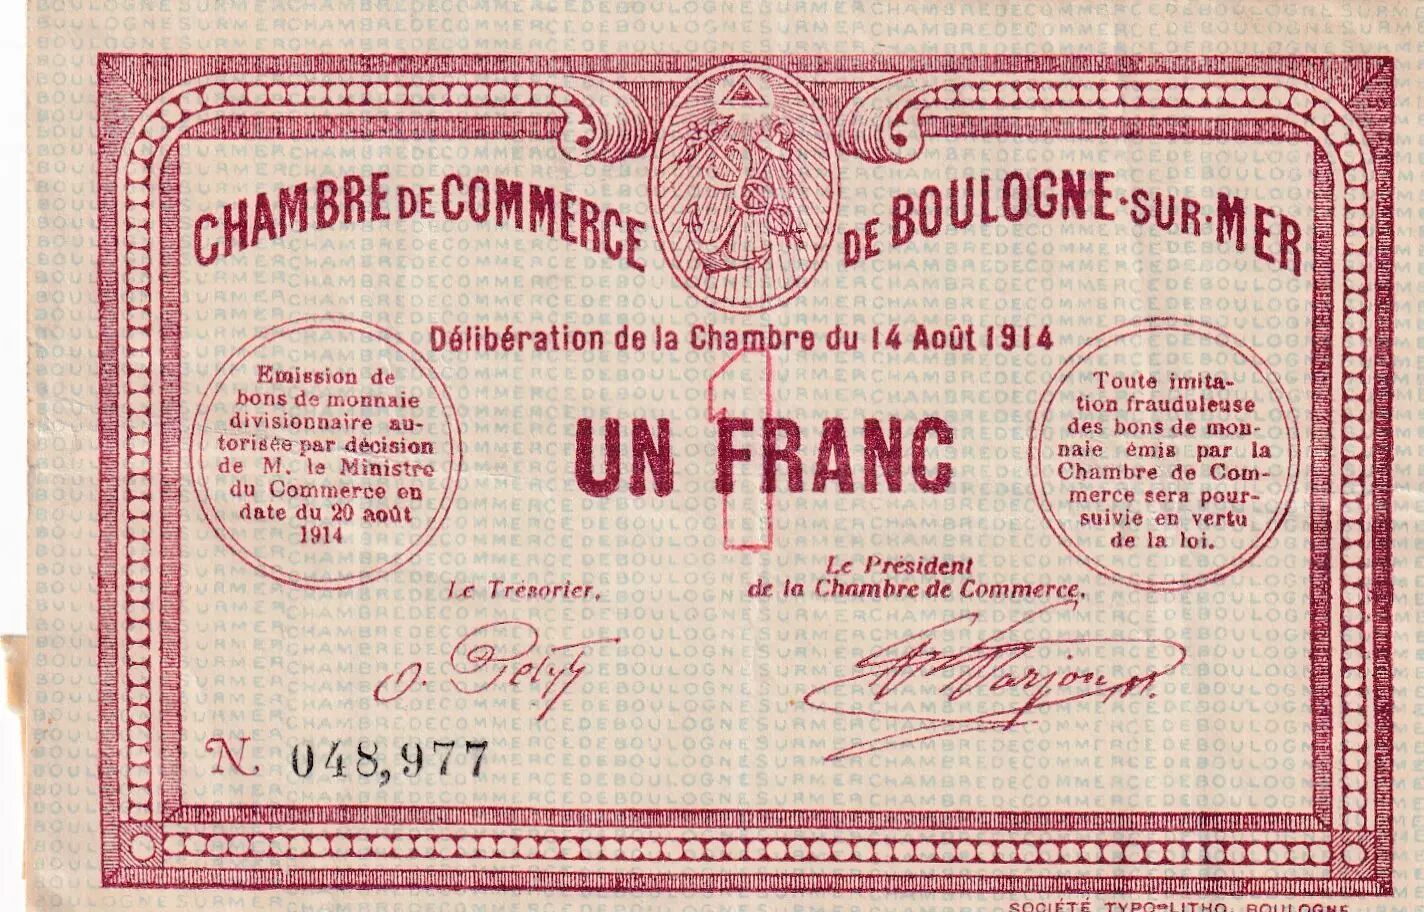 CHAMBRE DE COMMERCE DE BOULOGNE-SUR-MER
Délibération de la Chambre du 14 Août 1914
Emission de
bons de monnaie
divisionnaire au-
torisée par décision
de M. le Ministre
du Commerce en
date du 20 août
1914
1
UN FRANC
Toute imita-
tion frauduleuse
des bons de mon-
naie émis par la
Chambre de Com-
merce sera pour-
suivie en vertu
de la loi.
Le Trésorier,
Le Président
de la Chambre de Commerce,
N. 048,977
SOCIÉTÉ TYPO-LITHO. BOULOGNE